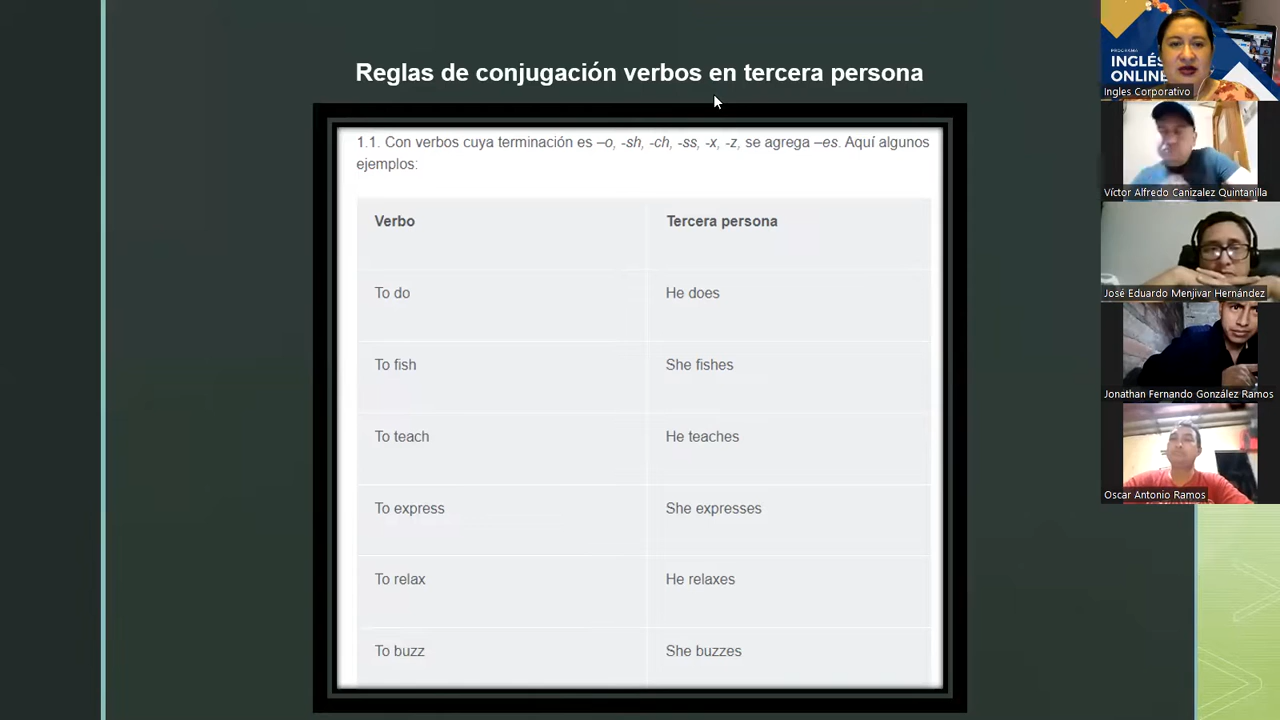 Reglas de conjugación verbos en tercera persona
1.1. Con verbos cuya terminación es –o, -sh, -ch, -ss, -x, -z, se agrega –es. Aquí algunos
ejemplos:
Verbo Tercera persona
To do He does
To fish She fishes
To teach He teaches
To express She expresses
To relax He relaxes
To buzz She buzzes
PROGRAMA
INGLÉS
ONLINE
Ingles Corporativo
Víctor Alfredo Canizalez Quintanilla
José Eduardo Menjivar Hernández
Jonathan Fernando González Ramos
Oscar Antonio Ramos